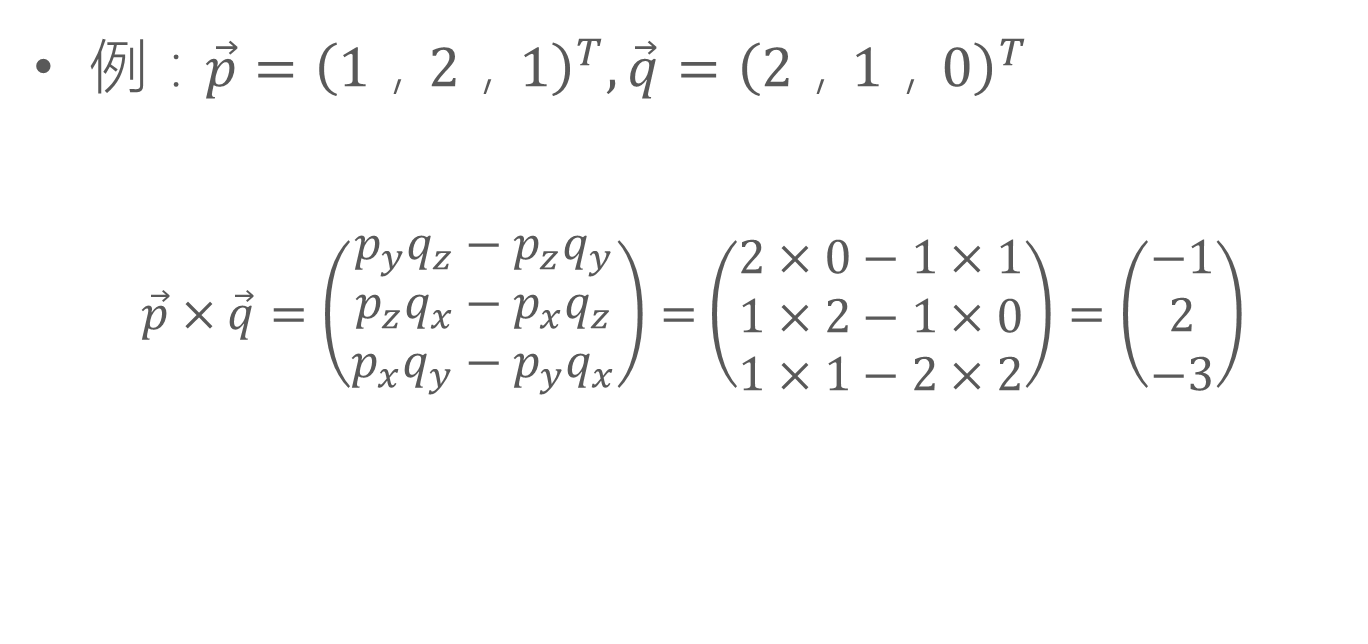 • 例：p⃗ = (1 , 2 , 1)ᵀ, q⃗ = (2 , 1 , 0)ᵀ
p_y q_z − p_z q_y 2 × 0 − 1 × 1 −1
p⃗ × q⃗ = ( p_z q_x − p_x q_z ) = ( 1 × 2 − 1 × 0 ) = ( 2 )
p_x q_y − p_y q_x 1 × 1 − 2 × 2 −3